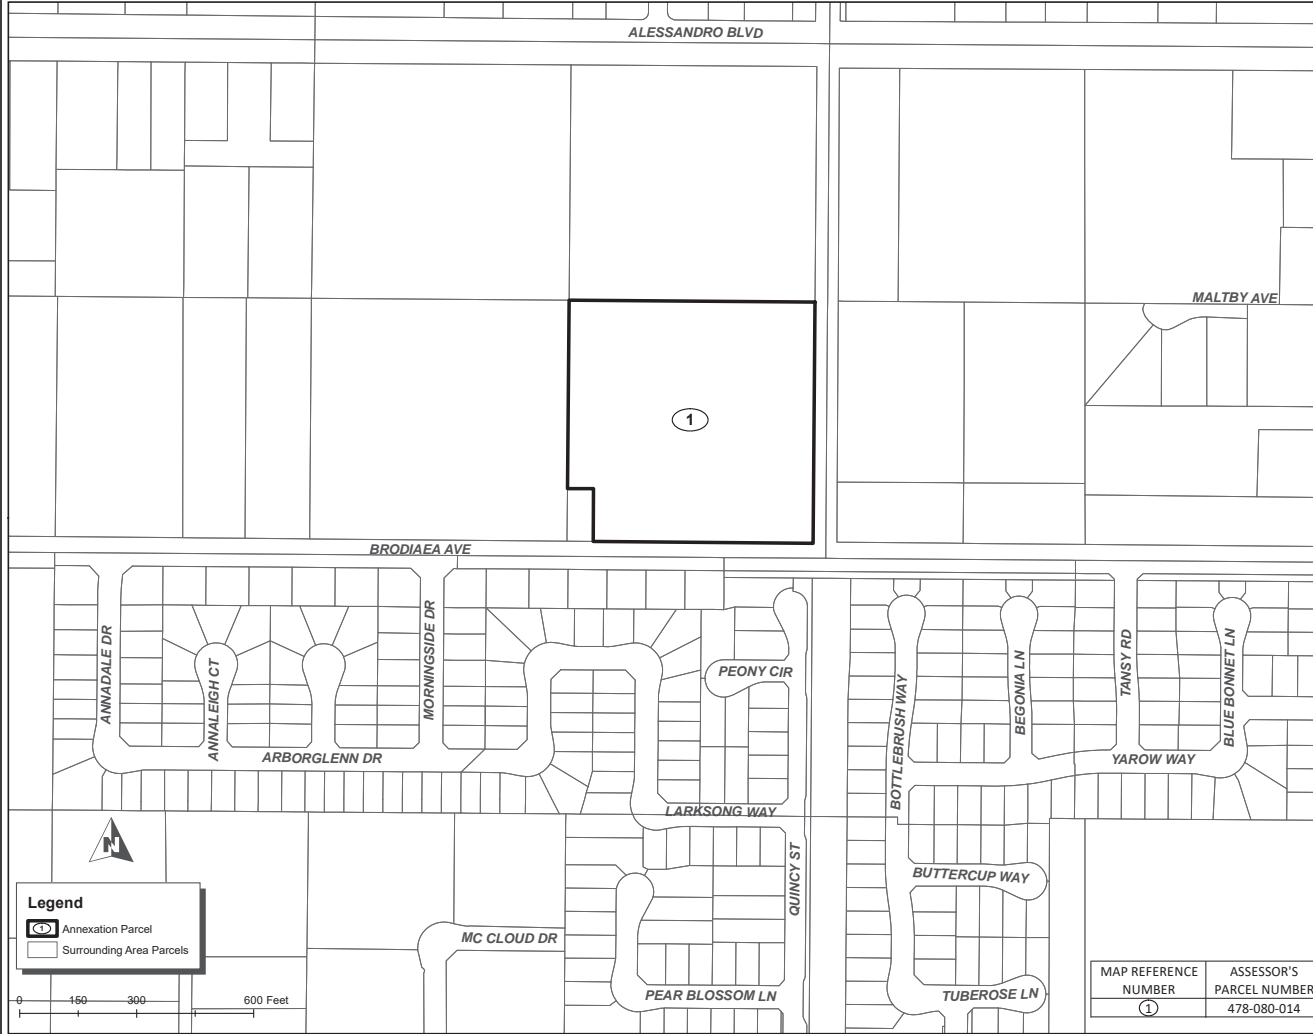 ALESSANDRO BLVD
MALTBY AVE
1
BRODIAEA AVE
ANNADALE DR
ANNALEIGH CT
MORNINGSIDE DR
PEONY CIR
BOTTLEBRUSH WAY
BEGONIA LN
TANSY RD
BLUE BONNET LN
ARBORGLENN DR
YAROW WAY
LARKSONG WAY
QUINCY ST
BUTTERCUP WAY
MC CLOUD DR
PEAR BLOSSOM LN
TUBEROSE LN
N
Legend
1 Annexation Parcel
Surrounding Area Parcels
0 150 300 600 Feet
MAP REFERENCE NUMBER
ASSESSOR'S PARCEL NUMBER
1 478-080-014